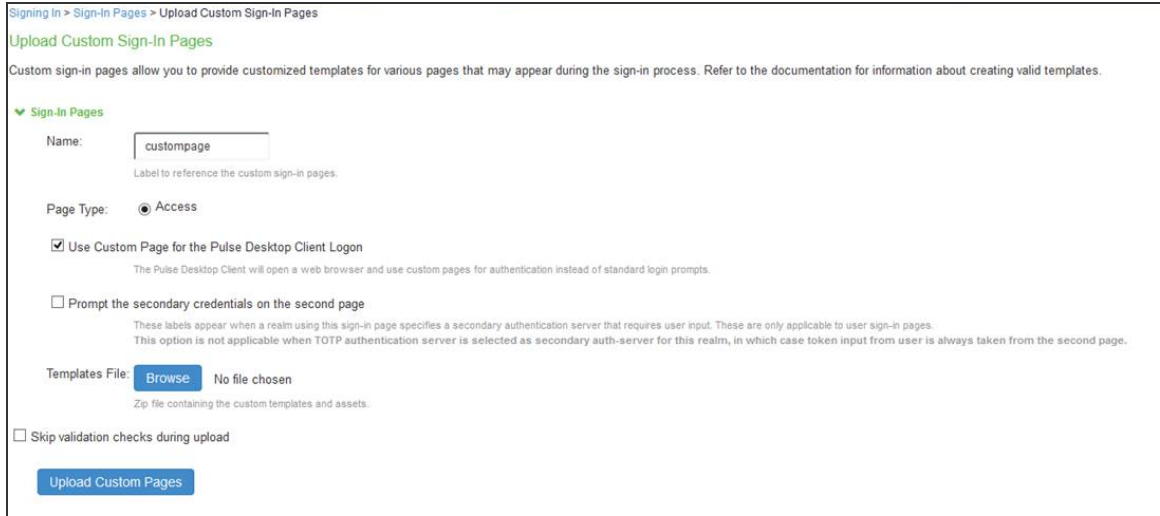 Signing In > Sign-In Pages > Upload Custom Sign-In Pages
Upload Custom Sign-In Pages
Custom sign-in pages allow you to provide customized templates for various pages that may appear during the sign-in process. Refer to the documentation for information about creating valid templates.
Sign-In Pages
Name: custompage
Label to reference the custom sign-in pages.
Page Type: Access
Use Custom Page for the Pulse Desktop Client Logon
The Pulse Desktop Client will open a web browser and use custom pages for authentication instead of standard login prompts.
Prompt the secondary credentials on the second page
These labels appear when a realm using this sign-in page specifies a secondary authentication server that requires user input. These are only applicable to user sign-in pages.
This option is not applicable when TOTP authentication server is selected as secondary auth-server for this realm, in which case token input from user is always taken from the second page.
Templates File: Browse No file chosen
Zip file containing the custom templates and assets.
Skip validation checks during upload
Upload Custom Pages